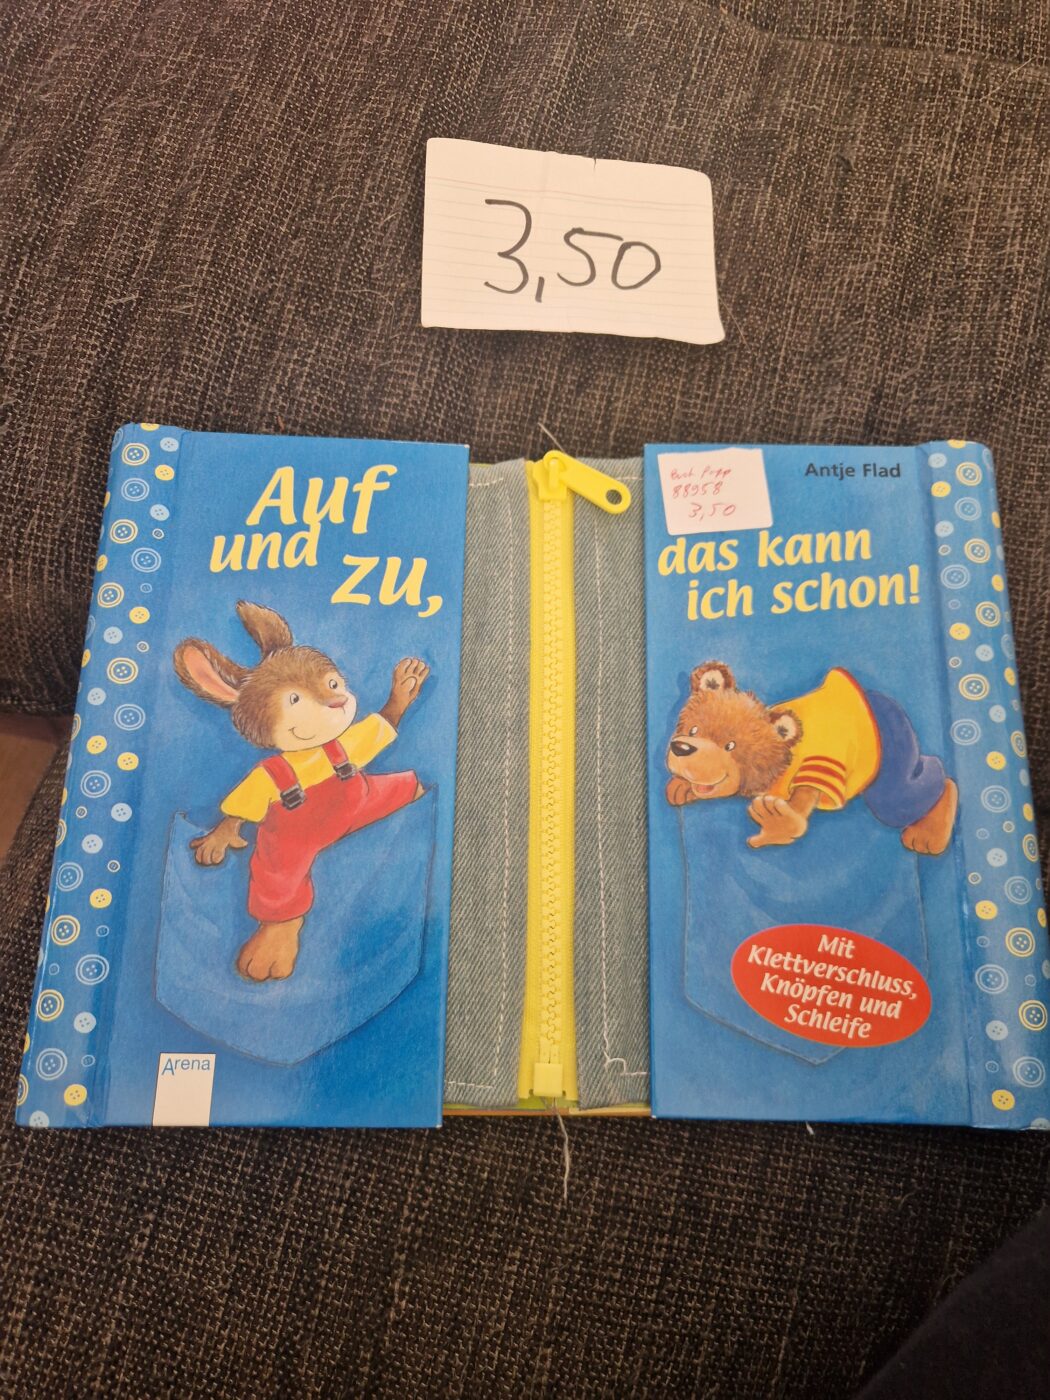 3,50
Auf
und zu,
Arena
88958
3,50
Antje Flad
das kann
ich schon!
Mit
Klettverschluss,
Knöpfen und
Schleife